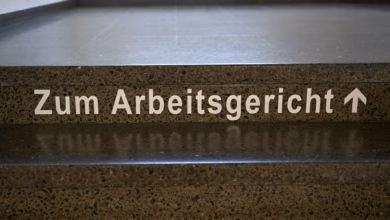 Zum Arbeitsgericht ↑